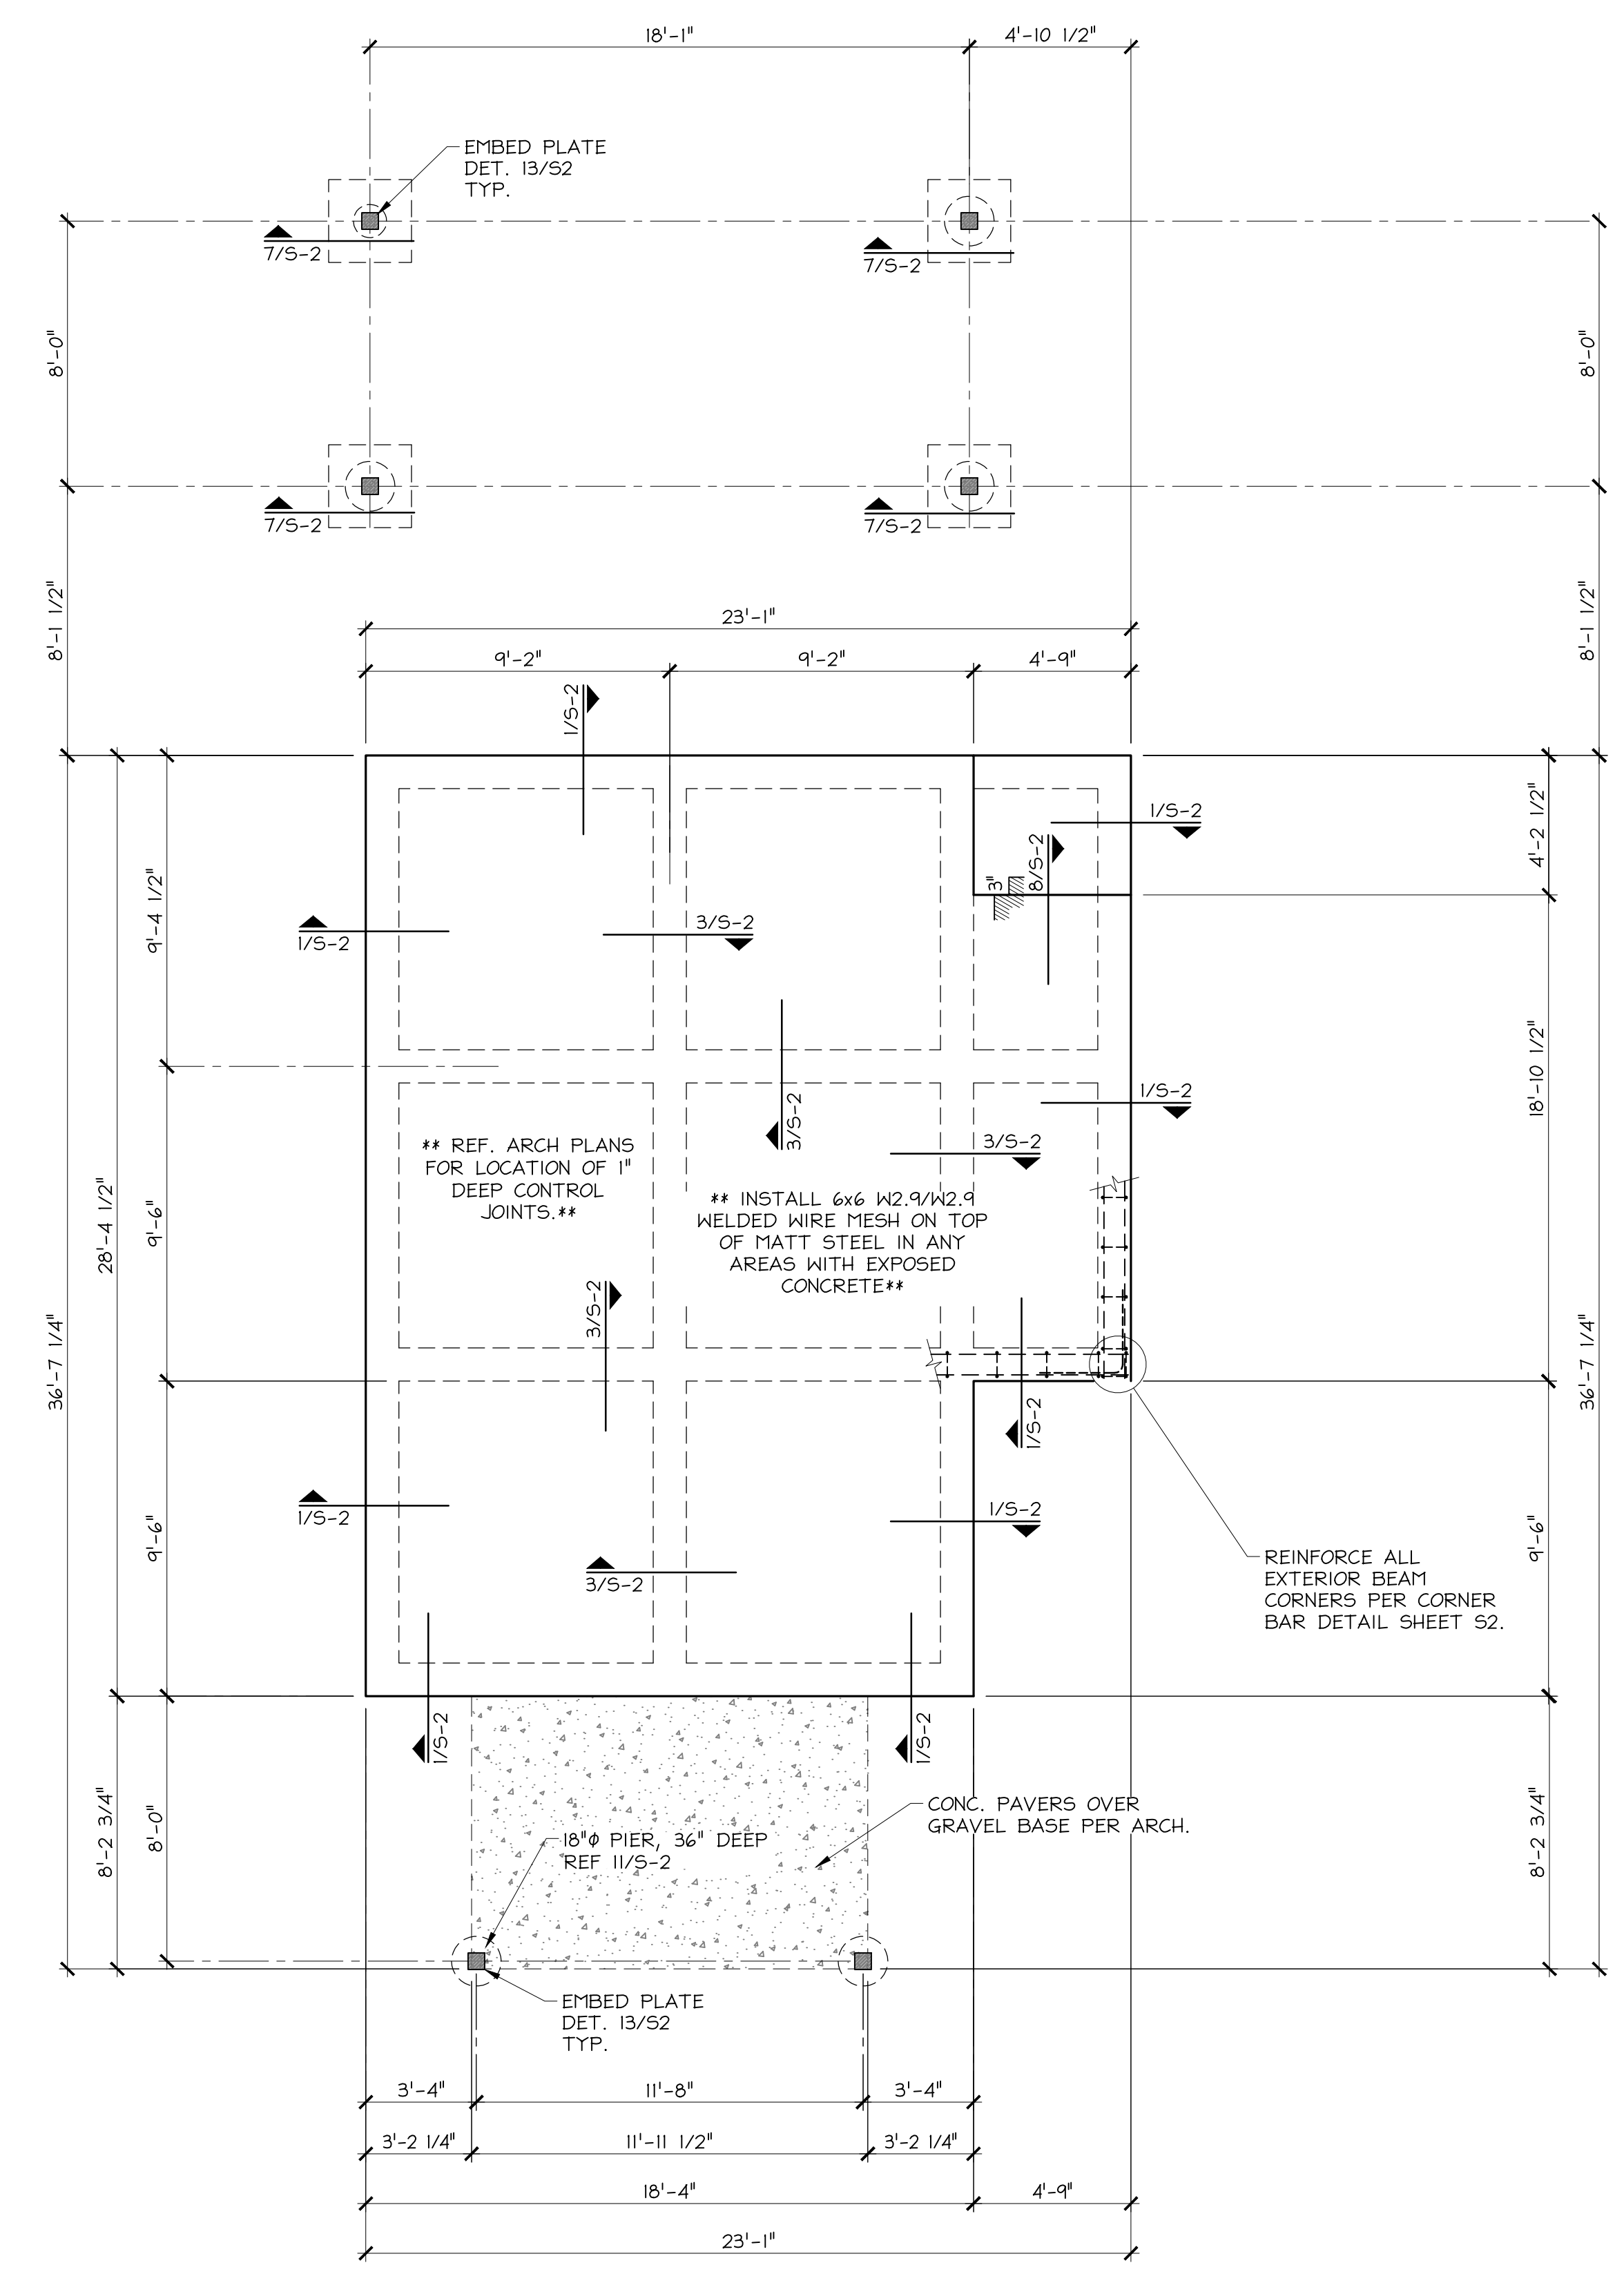 18'-1"
4'-10 1/2"
EMBED PLATE
DET. 13/S2
TYP.
7/S-2
7/S-2
8'-0"
8'-0"
7/S-2
7/S-2
8'-1 1/2"
8'-1 1/2"
23'-1"
9'-2"
9'-2"
4'-9"
1/S-2
1/S-2
4'-2 1/2"
3"
8/S-2
9'-4 1/2"
1/S-2
3/S-2
18'-10 1/2"
3/S-2
1/S-2
3/S-2
** REF. ARCH PLANS
FOR LOCATION OF 1"
DEEP CONTROL
JOINTS.**
** INSTALL 6x6 W2.9/W2.9
WELDED WIRE MESH ON TOP
OF MATT STEEL IN ANY
AREAS WITH EXPOSED
CONCRETE**
28'-4 1/2"
9'-6"
36'-7 1/4"
36'-7 1/4"
3/S-2
1/S-2
1/S-2
1/S-2
9'-6"
9'-6"
3/S-2
REINFORCE ALL
EXTERIOR BEAM
CORNERS PER CORNER
BAR DETAIL SHEET S2.
1/S-2
1/S-2
8'-2 3/4"
8'-0"
8'-2 3/4"
CONC. PAVERS OVER
GRAVEL BASE PER ARCH.
18"Φ PIER, 36" DEEP
REF 11/S-2
EMBED PLATE
DET. 13/S2
TYP.
3'-4"
11'-8"
3'-4"
3'-2 1/4"
11'-11 1/2"
3'-2 1/4"
18'-4"
4'-9"
23'-1"